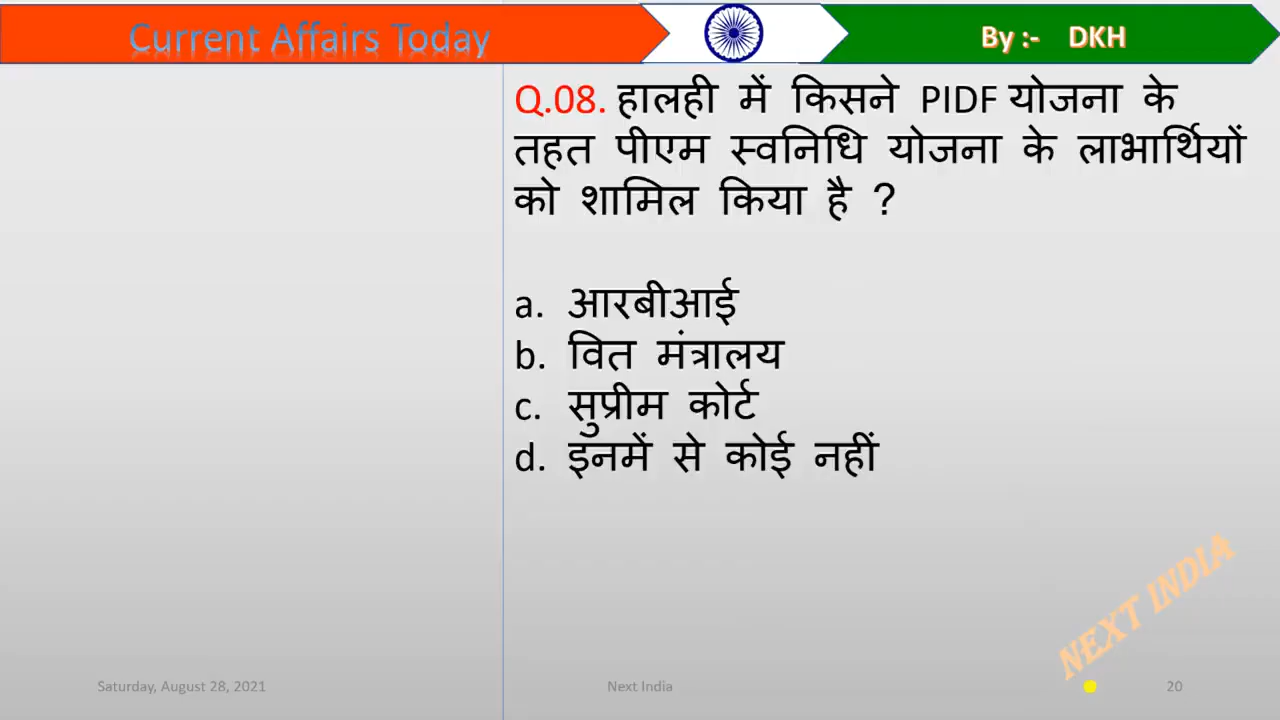 Current Affairs Today
By :- DKH
Q.08. हालही में किसने PIDF योजना के
तहत पीएम स्वनिधि योजना के लाभार्थियों
को शामिल किया है ?
a. आरबीआई
b. वित मंत्रालय
c. सुप्रीम कोर्ट
d. इनमें से कोई नहीं
NEXT INDIA
Saturday, August 28, 2021
Next India
20